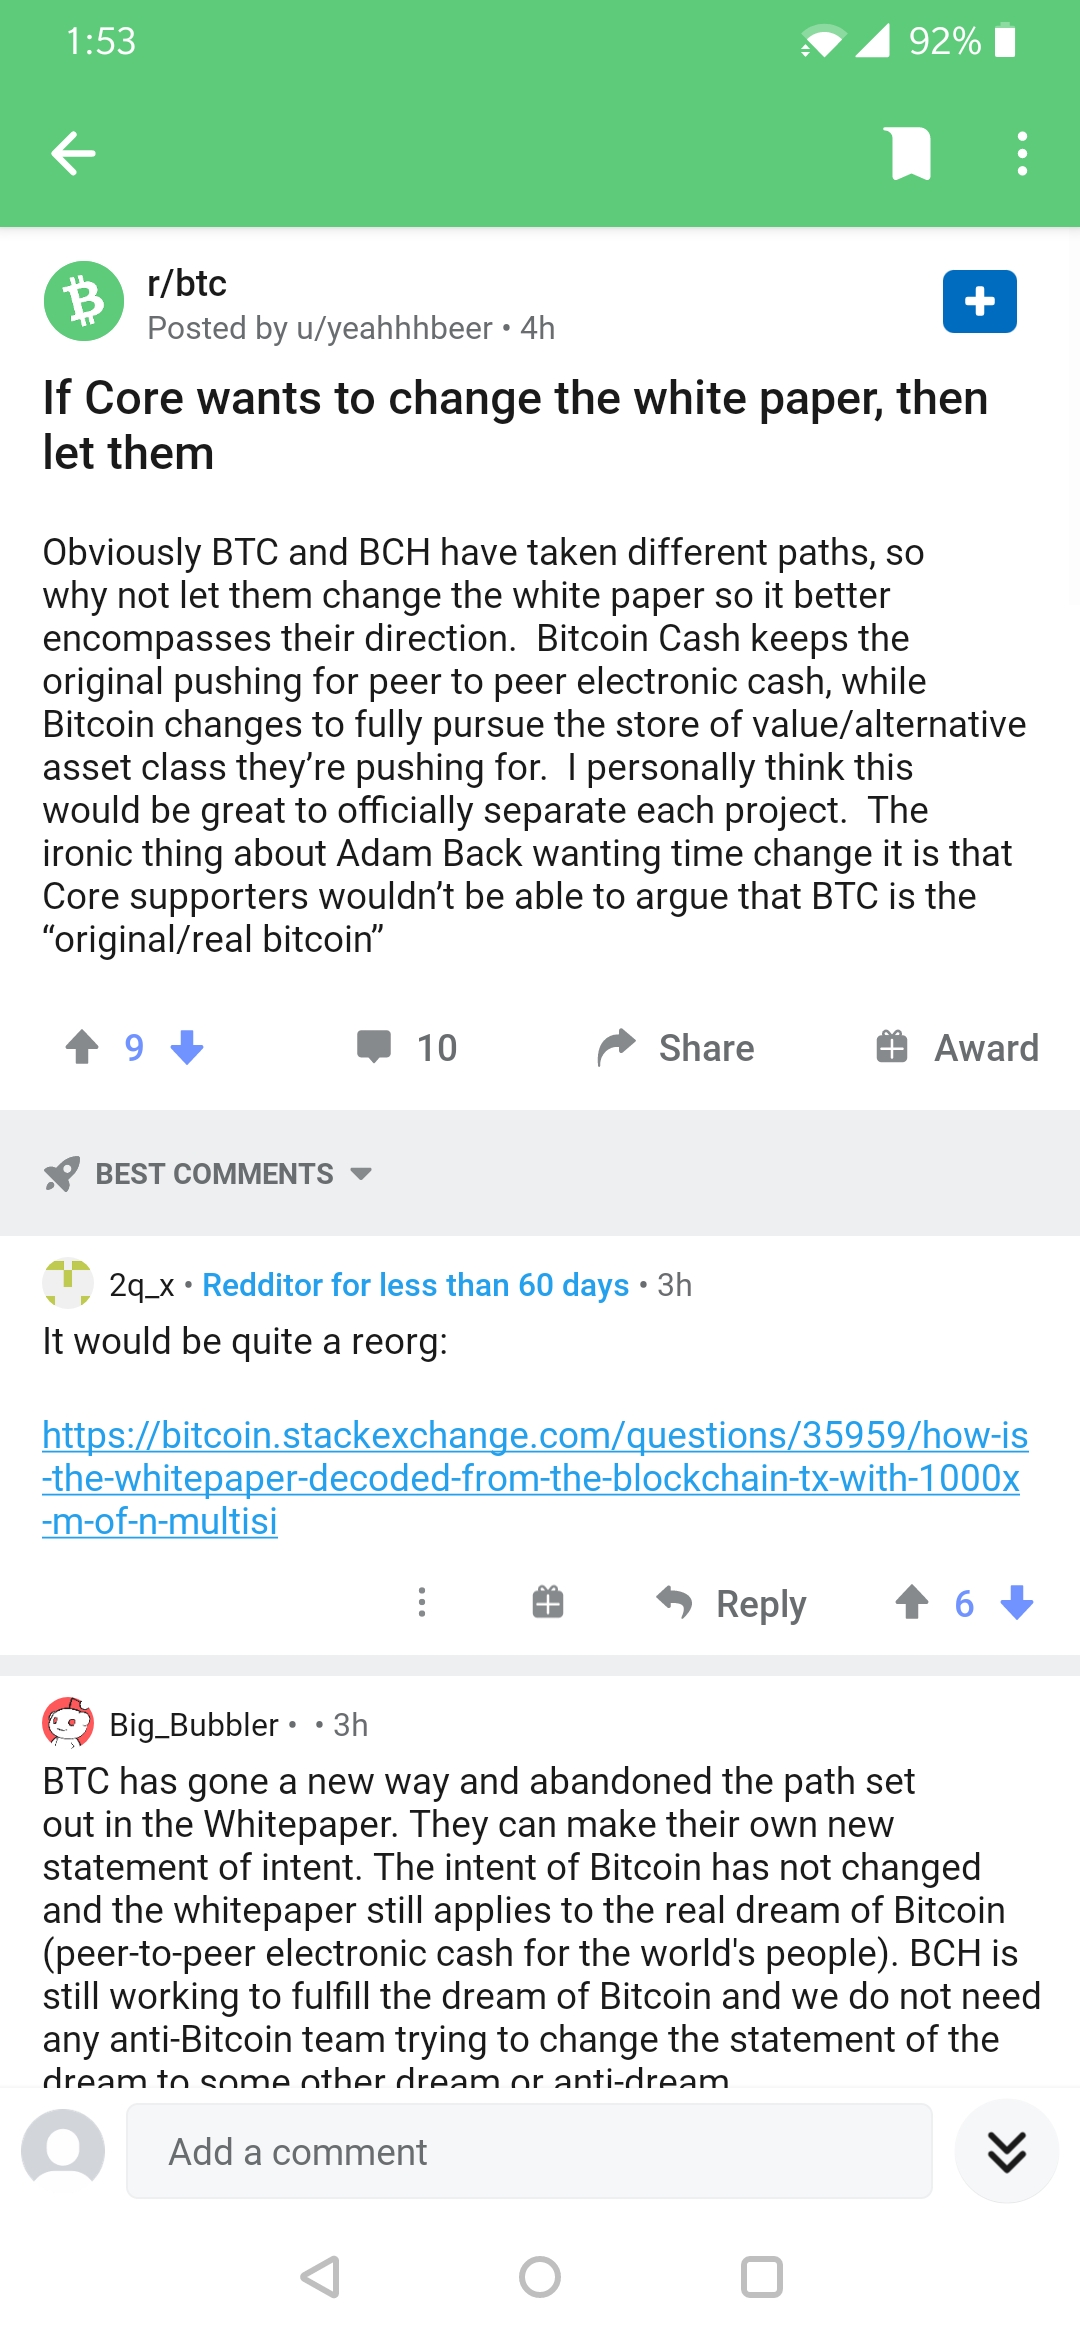 1:53
92%
r/btc
Posted by u/yeahhhbeer • 4h
If Core wants to change the white paper, then
let them
Obviously BTC and BCH have taken different paths, so
why not let them change the white paper so it better
encompasses their direction.  Bitcoin Cash keeps the
original pushing for peer to peer electronic cash, while
Bitcoin changes to fully pursue the store of value/alternative
asset class they’re pushing for.  I personally think this
would be great to officially separate each project.  The
ironic thing about Adam Back wanting time change it is that
Core supporters wouldn’t be able to argue that BTC is the
“original/real bitcoin”
9
10
Share
Award
BEST COMMENTS
2q_x • Redditor for less than 60 days • 3h
It would be quite a reorg:
https://bitcoin.stackexchange.com/questions/35959/how-is
-the-whitepaper-decoded-from-the-blockchain-tx-with-1000x
-m-of-n-multisi
Reply
6
Big_Bubbler • • 3h
BTC has gone a new way and abandoned the path set
out in the Whitepaper. They can make their own new
statement of intent. The intent of Bitcoin has not changed
and the whitepaper still applies to the real dream of Bitcoin
(peer-to-peer electronic cash for the world's people). BCH is
still working to fulfill the dream of Bitcoin and we do not need
any anti-Bitcoin team trying to change the statement of the
dream to some other dream or anti-dream
Add a comment